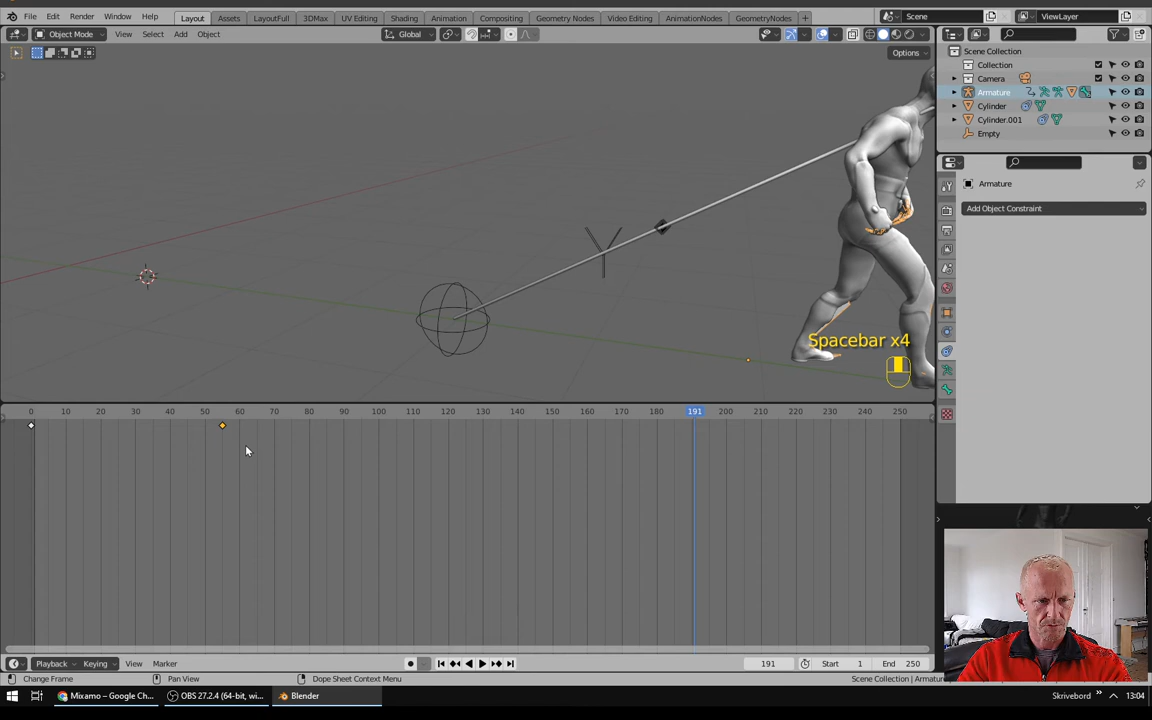 File Edit Render Window Help Layout Assets LayoutFull 3DMax UV Editing Shading Animation Compositing Geometry Nodes Video Editing AnimationNodes GeometryNodes + Scene ViewLayer
Object Mode View Select Add Object Global
Options
Scene Collection
Collection
Camera
Armature
Cylinder
Cylinder.001
Empty
Armature
Add Object Constraint
Spacebar x4
0 10 20 30 40 50 60 70 80 90 100 110 120 130 140 150 160 170 180 191 200 210 220 230 240 250
Playback Keying View Marker 191 Start 1 End 250
Change Frame Pan View Dope Sheet Context Menu Scene Collection | Armatur
Mixamo – Google Ch... OBS 27.2.4 (64-bit, wi... Blender Skrivebord 13:04